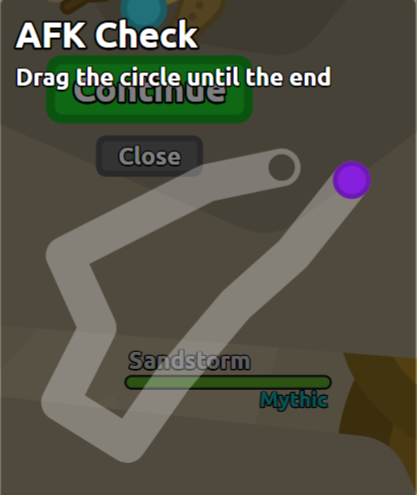 AFK Check
Drag the circle until the end
Continue
Close
Sandstorm
Mythic